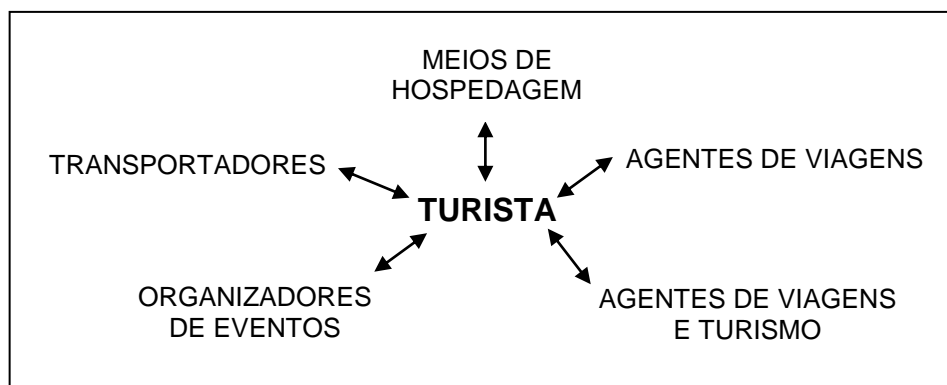 MEIOS DE
HOSPEDAGEM
TRANSPORTADORES
AGENTES DE VIAGENS
TURISTA
ORGANIZADORES
DE EVENTOS
AGENTES DE VIAGENS
E TURISMO